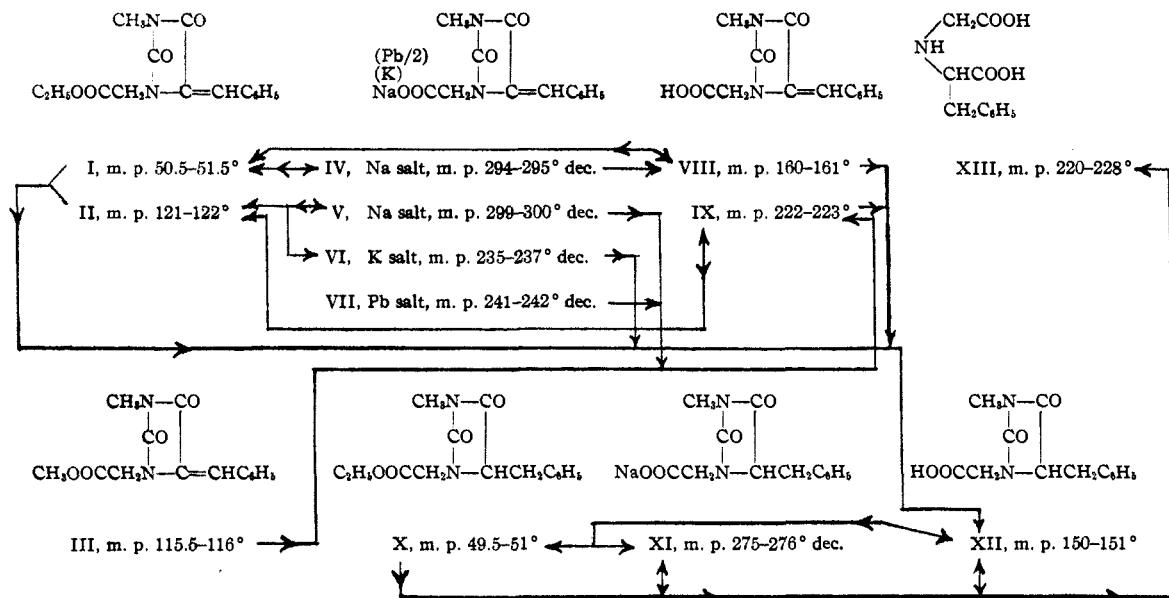 CH₃N—CO CH₃N—CO CH₃N—CO CH₂COOH
CO (Pb/2) CO CO NH
(K) CHCOOH
C₂H₅OOCCH₂N—C=CHC₆H₅ NaOOCCH₂N—C=CHC₆H₅ HOOCCH₂N—C=CHC₆H₅ CH₂C₆H₅
I, m. p. 50.5–51.5° IV, Na salt, m. p. 294–295° dec. VIII, m. p. 160–161° XIII, m. p. 220–228°
II, m. p. 121–122° V, Na salt, m. p. 299–300° dec. IX, m. p. 222–223°
VI, K salt, m. p. 235–237° dec.
VII, Pb salt, m. p. 241–242° dec.
CH₃N—CO CH₃N—CO CH₃N—CO CH₃N—CO
CO CO CO CO
CH₃OOCCH₂N—C=CHC₆H₅ C₂H₅OOCCH₂N—CHCH₂C₆H₅ NaOOCCH₂N—CHCH₂C₆H₅ HOOCCH₂N—CHCH₂C₆H₅
III, m. p. 115.5–116° X, m. p. 49.5–51° XI, m. p. 275–276° dec. XII, m. p. 150–151°